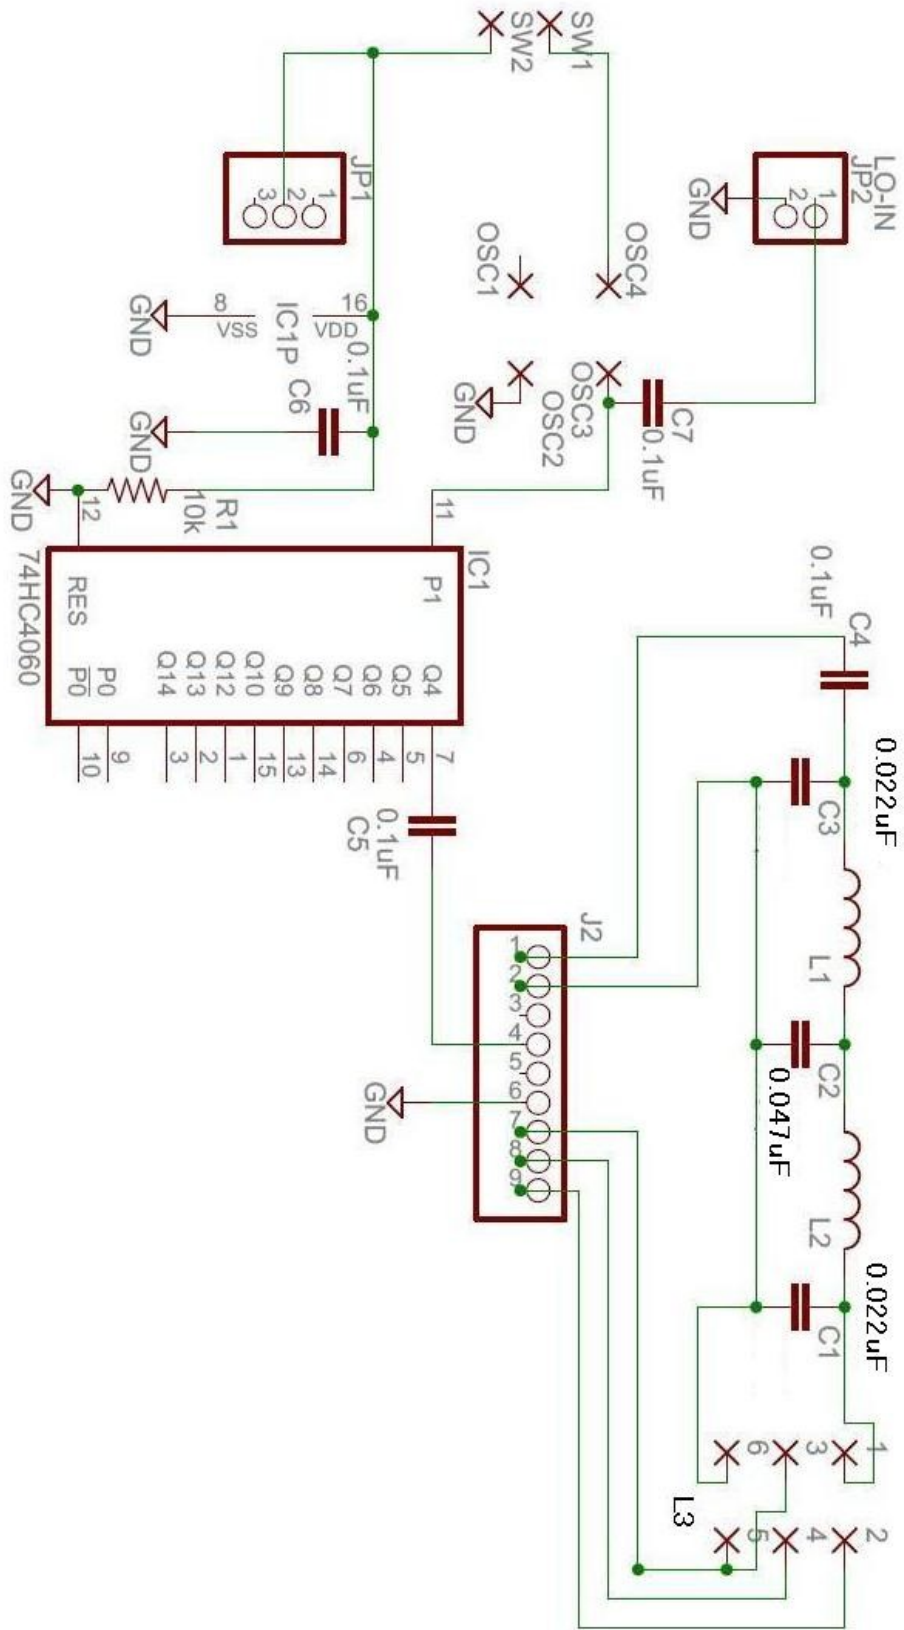 SW1
SW2
LO-IN
JP2
1
2
GND
JP1
1
2
3
OSC4
OSC1
OSC3
OSC2
GND
C7
0.1uF
16
VDD
IC1P
8
VSS
GND
0.1uF
C6
GND
R1
10k
GND
12
11
IC1
74HC4060
P1
RES
Q4
Q5
Q6
Q7
Q8
Q9
Q10
Q12
Q13
Q14
P0
P0
7
5
4
6
14
13
15
1
2
3
9
10
0.1uF
C5
C4
0.1uF
0.022uF
C3
L1
C2
0.047uF
L2
0.022uF
C1
J2
1
2
3
4
5
6
7
8
9
GND
1
3
6
2
4
5
L3